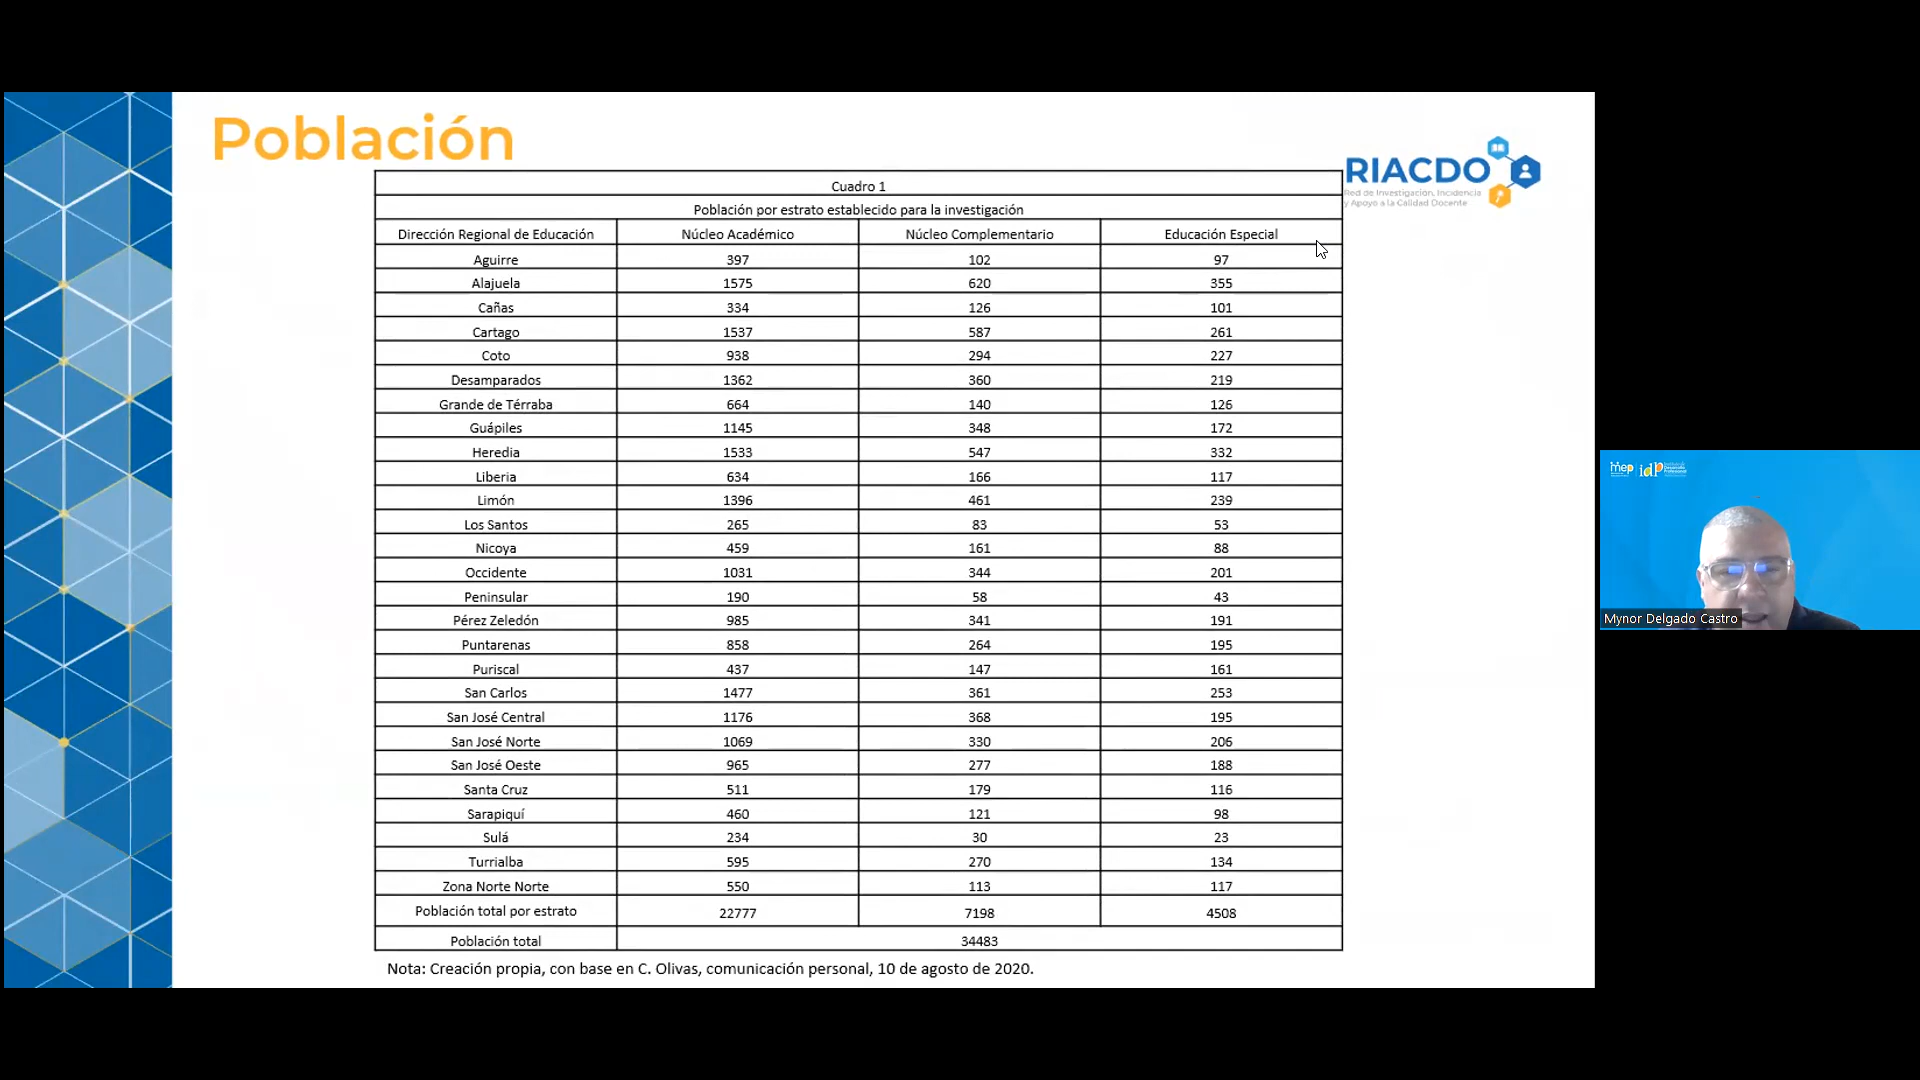 Población
RIACDO
Red de Investigación, Incidencia
y Apoyo a la Calidad Docente
Cuadro 1
Población por estrato establecido para la investigación
Dirección Regional de Educación Núcleo Académico Núcleo Complementario Educación Especial
Aguirre 397 102 97
Alajuela 1575 620 355
Cañas 334 126 101
Cartago 1537 587 261
Coto 938 294 227
Desamparados 1362 360 219
Grande de Térraba 664 140 126
Guápiles 1145 348 172
Heredia 1533 547 332
Liberia 634 166 117
Limón 1396 461 239
Los Santos 265 83 53
Nicoya 459 161 88
Occidente 1031 344 201
Peninsular 190 58 43
Pérez Zeledón 985 341 191
Puntarenas 858 264 195
Puriscal 437 147 161
San Carlos 1477 361 253
San José Central 1176 368 195
San José Norte 1069 330 206
San José Oeste 965 277 188
Santa Cruz 511 179 116
Sarapiquí 460 121 98
Sulá 234 30 23
Turrialba 595 270 134
Zona Norte Norte 550 113 117
Población total por estrato 22777 7198 4508
Población total 34483
Nota: Creación propia, con base en C. Olivas, comunicación personal, 10 de agosto de 2020.
mep idp
Mynor Delgado Castro